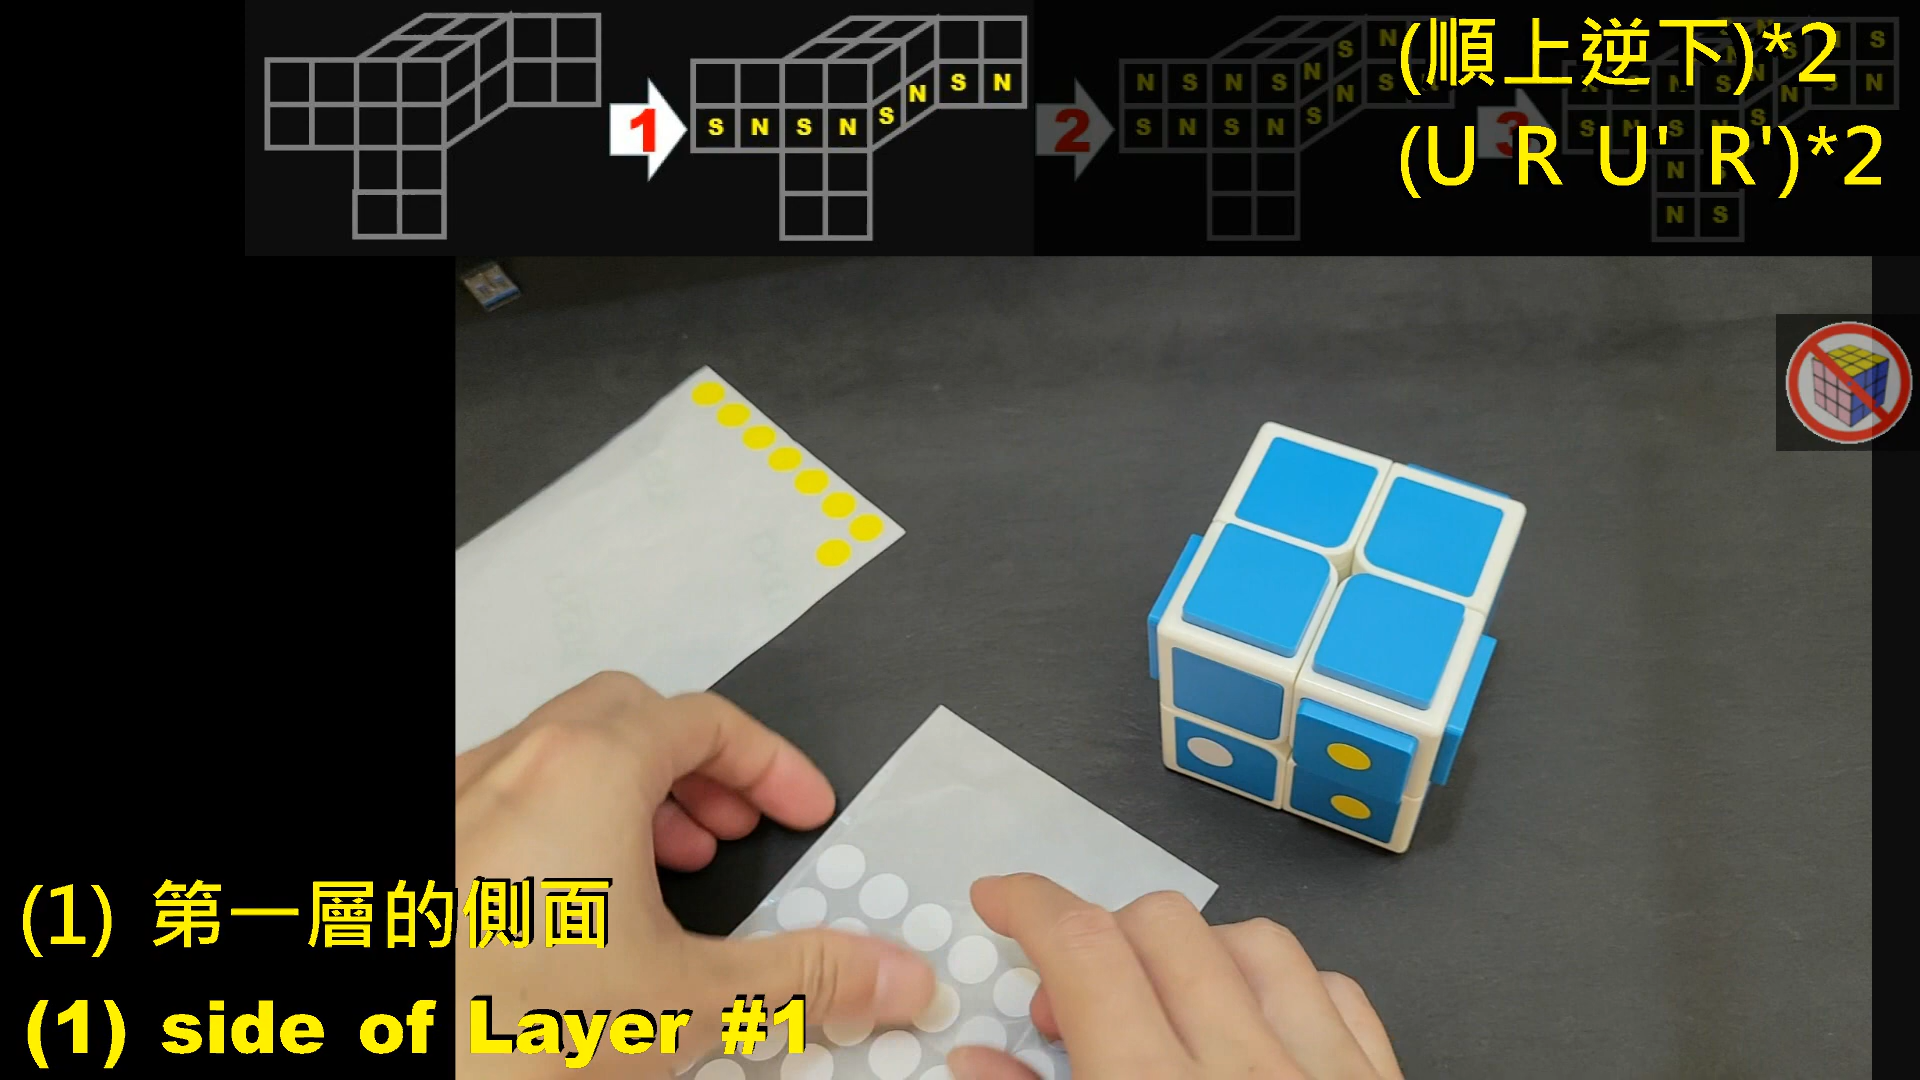 (順上逆下)*2
(U R U' R')*2
1
2
3
S N S N S N S N
N S N S N S N
S N S N S N S
S
N
N
N S
(1) 第一層的側面
(1) side of Layer #1